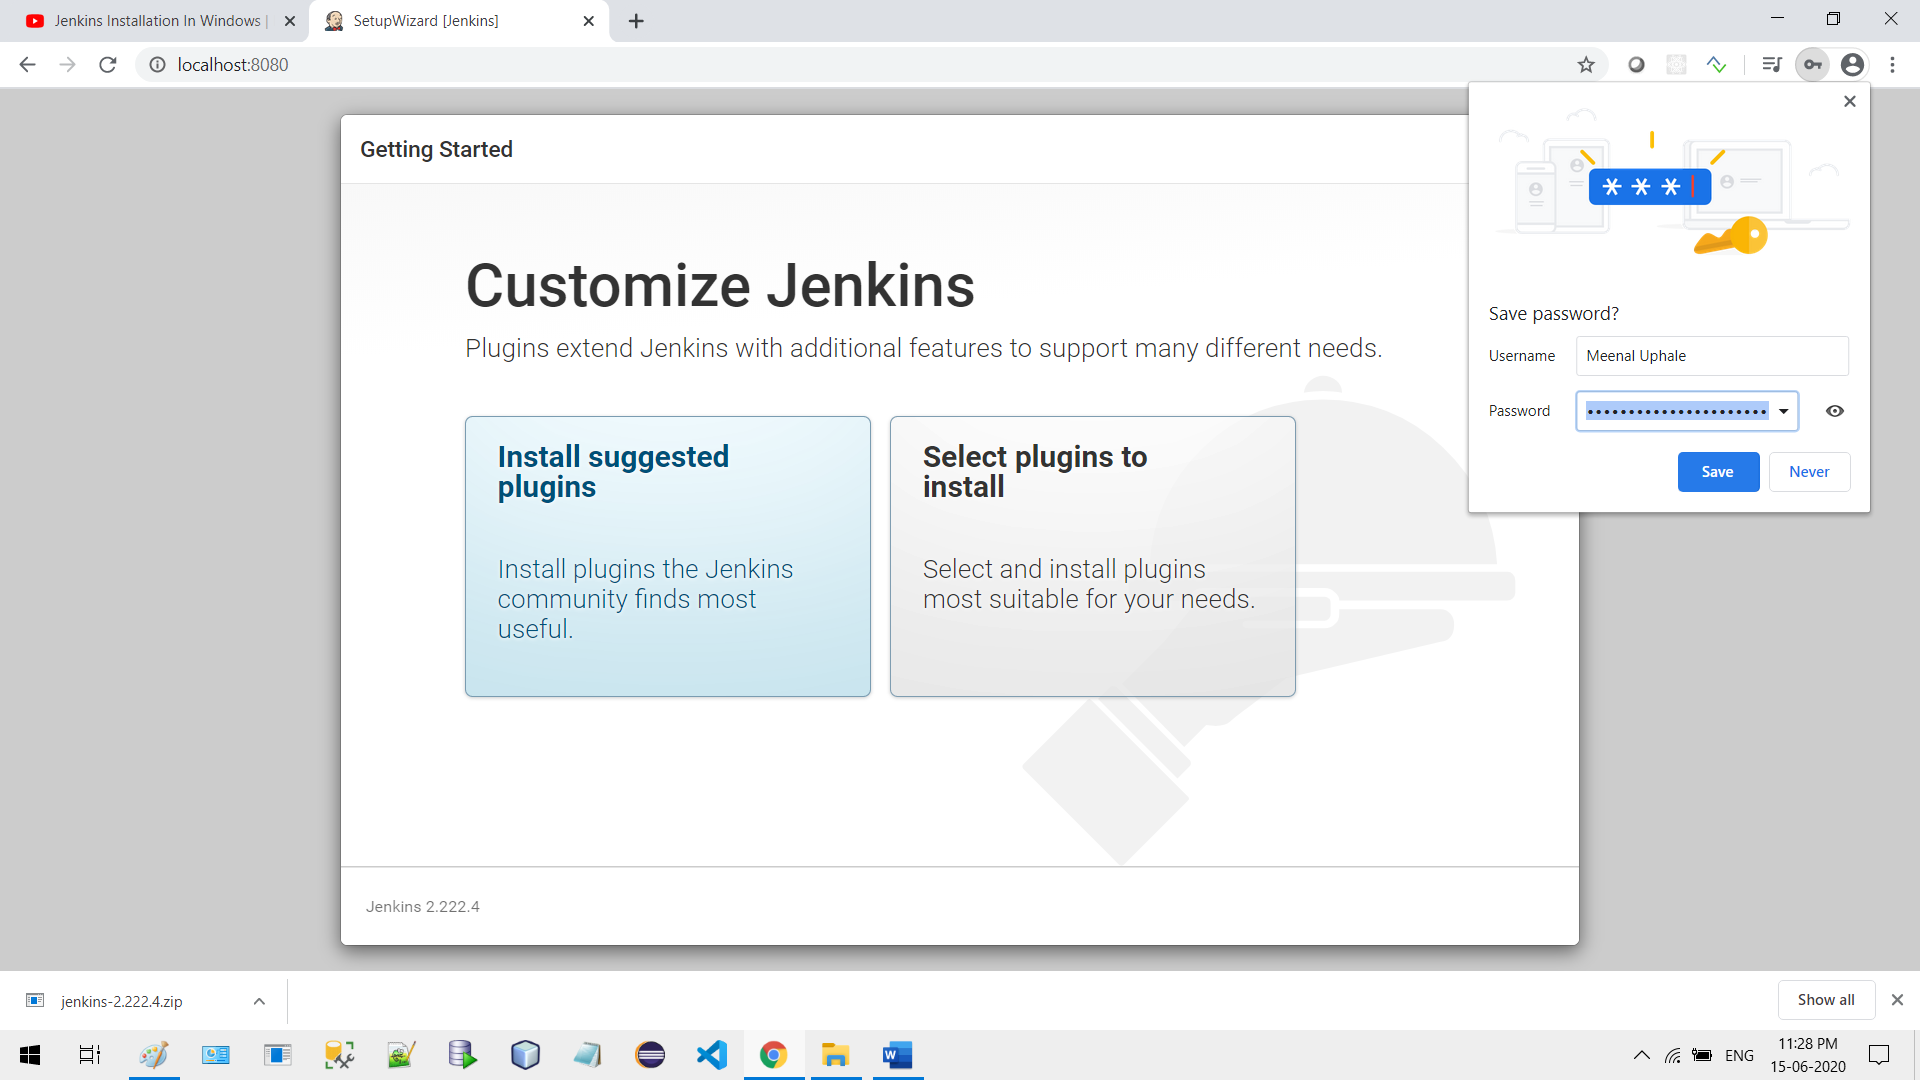 Jenkins Installation In Windows |
SetupWizard [Jenkins]
localhost:8080
Getting Started
Customize Jenkins
Plugins extend Jenkins with additional features to support many different needs.
Install suggested
plugins
Install plugins the Jenkins
community finds most
useful.
Select plugins to
install
Select and install plugins
most suitable for your needs.
Jenkins 2.222.4
* * * |
Save password?
Username Meenal Uphale
Password ••••••••••••••••••••••
Save Never
jenkins-2.222.4.zip
Show all
ENG
11:28 PM
15-06-2020